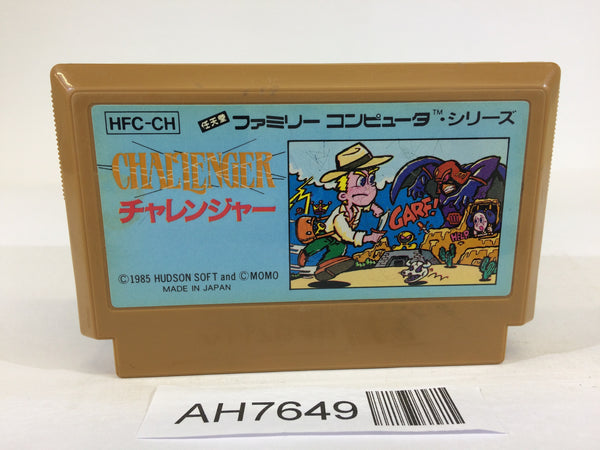 HFC-CH
任天堂 ファミリー コンピュータ™・シリーズ
CHALLENGER
チャレンジャー
GARF!
HELP
©1985 HUDSON SOFT and ©MOMO
MADE IN JAPAN
AH7649